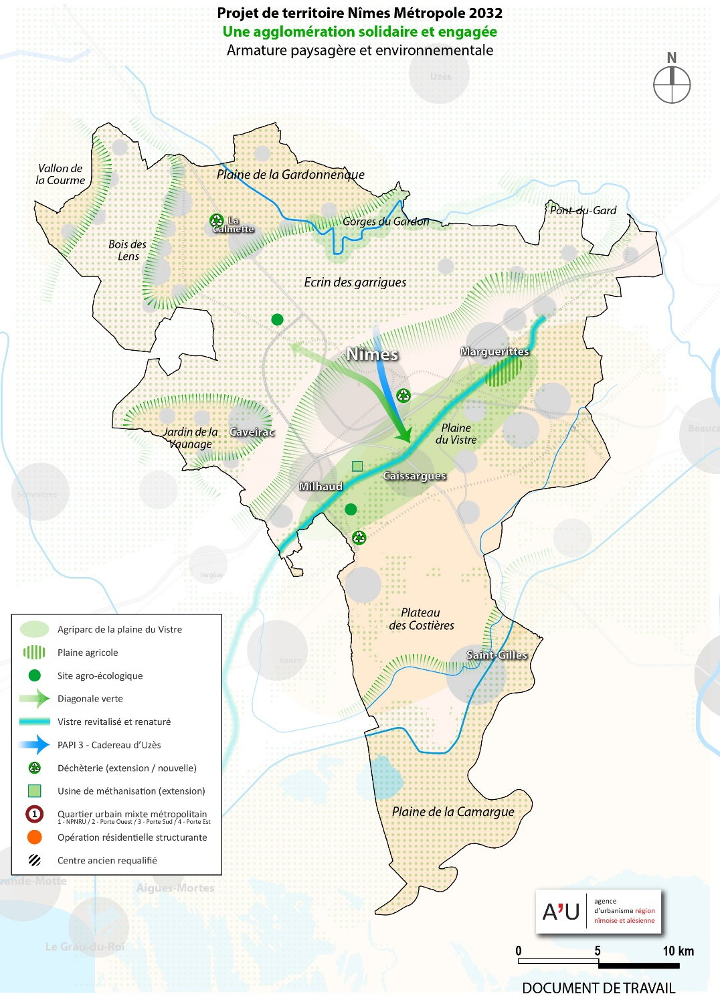 Projet de territoire Nîmes Métropole 2032
Une agglomération solidaire et engagée
Armature paysagère et environnementale
N
Uzès
Vallon de
la Courme
Plaine de la Gardonnenque
Pont-du-Gard
Gorges du Gardon
La
Calmette
Bois des
Lens
Ecrin des garrigues
Nîmes
Marguerittes
Jardin de la
Vaunage
Caveirac
Plaine
du Vistre
Beauca
Caissargues
Milhaud
Sommières
Vergèze
Plateau
des Costières
Saint-Gilles
Vauvert
Agriparc de la plaine du Vistre
Plaine agricole
Site agro-écologique
Diagonale verte
Vistre revitalisé et renaturé
PAPI 3 - Cadereau d'Uzès
Déchèterie (extension / nouvelle)
Usine de méthanisation (extension)
1
Quartier urbain mixte métropolitain
1 - NPNRU / 2 - Porte Ouest / 3 - Porte Sud / 4 - Porte Est
Opération résidentielle structurante
Centre ancien requalifié
Plaine de la Camargue
rande-Motte
Aigues-Mortes
Le Grau-du-Roi
A'U
agence
d'urbanisme région
nîmoise et alésienne
0 5 10 km
DOCUMENT DE TRAVAIL